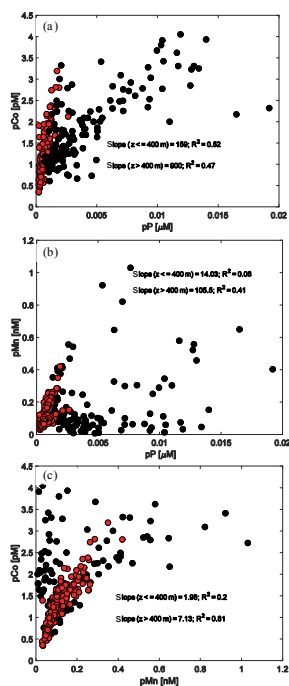 (a)
4.5
4
3.5
3
2.5
2
1.5
1
0.5
0
pCo [pM]
Slope (z <= 400 m) = 159; R² = 0.52
Slope (z > 400 m) = 900; R² = 0.47
0 0.005 0.01 0.015 0.02
pP [μM]
(b)
1.2
1
0.8
0.6
0.4
0.2
0
pMn [nM]
Slope (z <= 400 m) = 14.03; R² = 0.08
Slope (z > 400 m) = 105.5; R² = 0.41
0 0.005 0.01 0.015 0.02
pP [μM]
(c)
4.5
4
3.5
3
2.5
2
1.5
1
0.5
0
pCo [pM]
Slope (z <= 400 m) = 1.98; R² = 0.2
Slope (z > 400 m) = 7.13; R² = 0.81
0 0.2 0.4 0.6 0.8 1 1.2
pMn [nM]